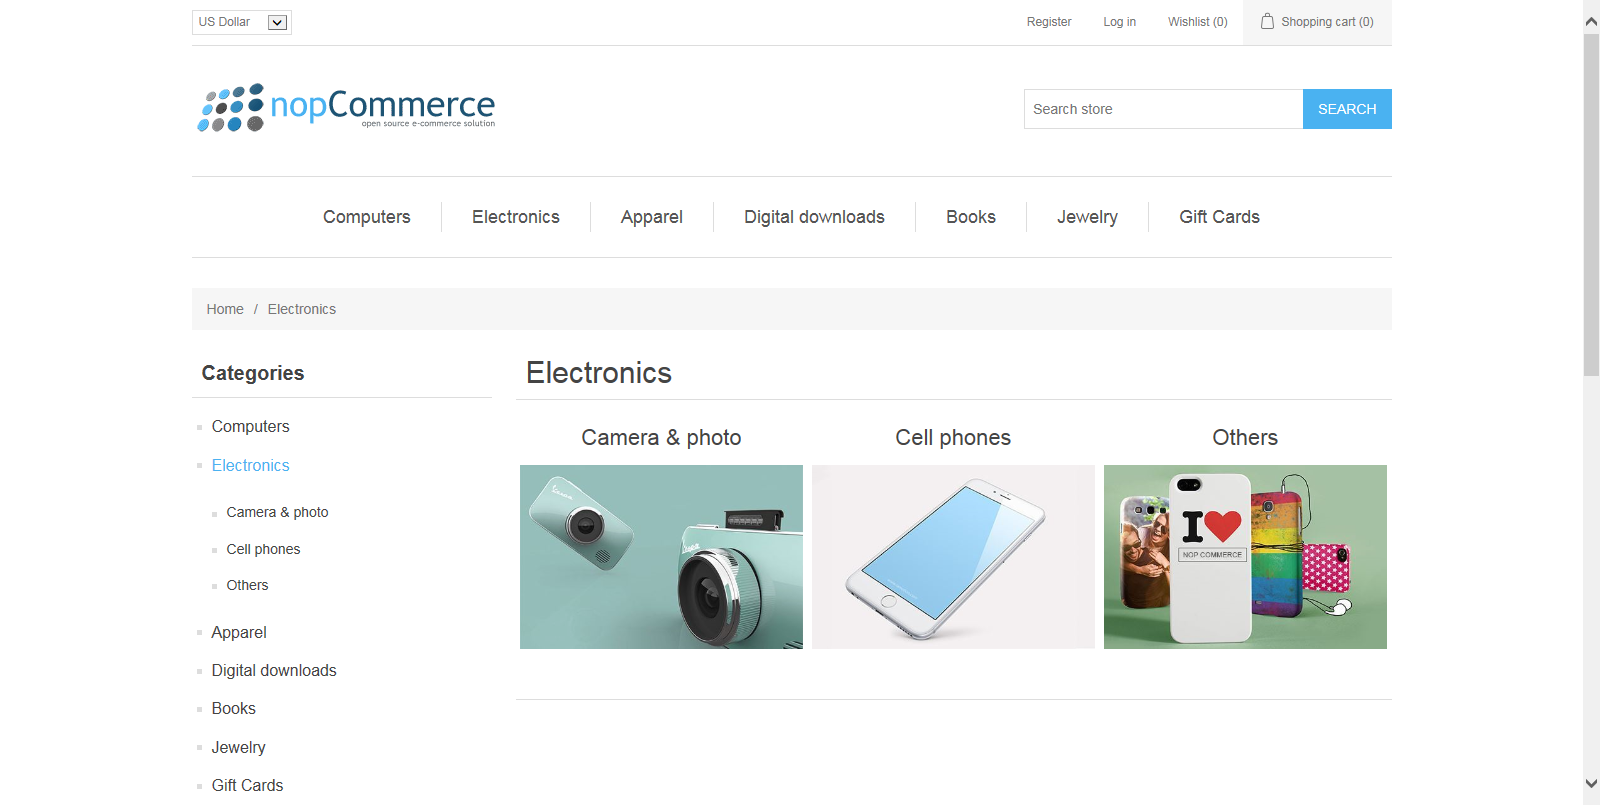 US Dollar
Register
Log in
Wishlist (0)
Shopping cart (0)
nopCommerce
open source e-commerce solution
Search store
SEARCH
Computers
Electronics
Apparel
Digital downloads
Books
Jewelry
Gift Cards
Home / Electronics
Categories
Computers
Electronics
Camera & photo
Cell phones
Others
Apparel
Digital downloads
Books
Jewelry
Gift Cards
Electronics
Camera & photo
Cell phones
Others
I
NOP COMMERCE